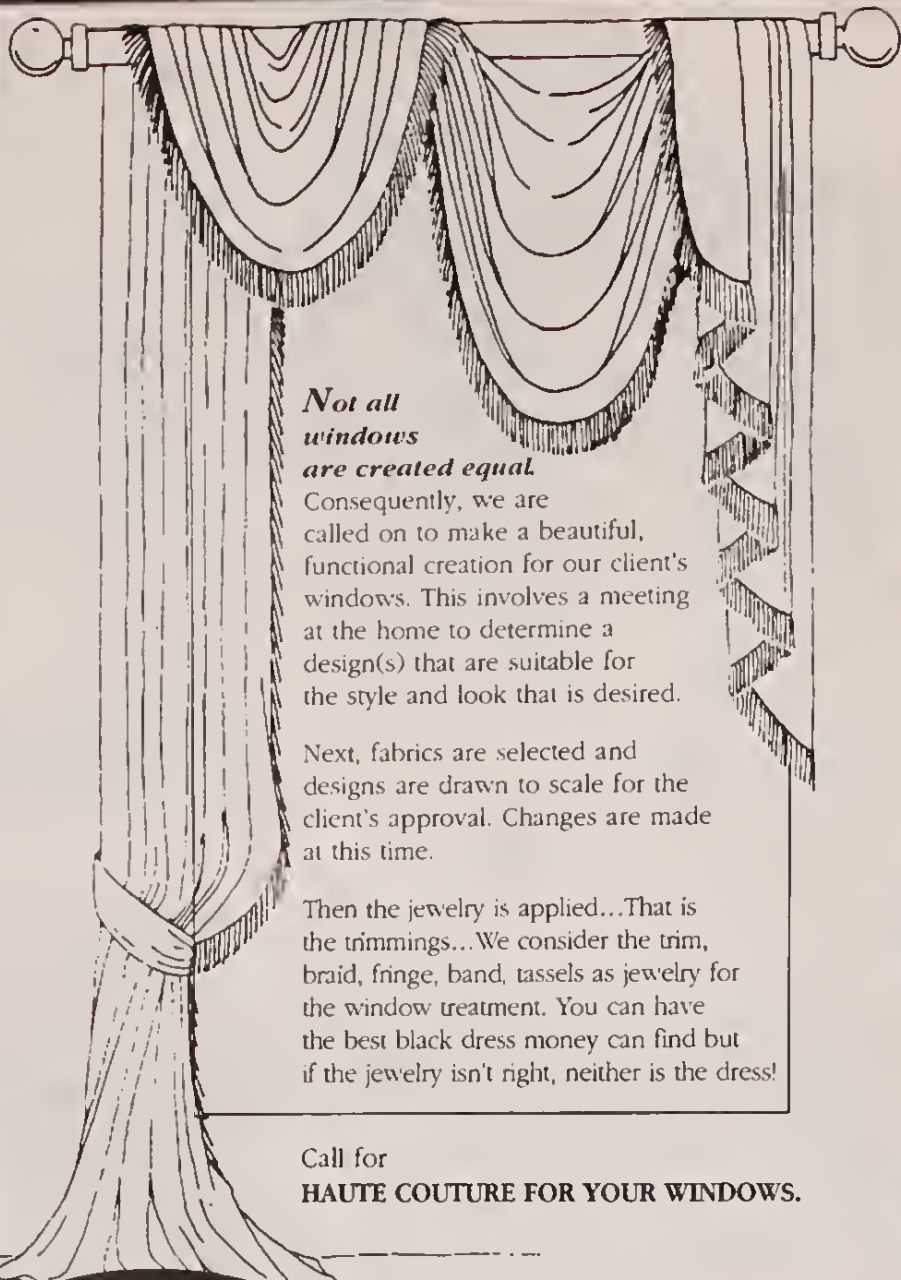 Not all
windows
are created equal.
Consequently, we are
called on to make a beautiful,
functional creation for our client's
windows. This involves a meeting
at the home to determine a
design(s) that are suitable for
the style and look that is desired.
Next, fabrics are selected and
designs are drawn to scale for the
client's approval. Changes are made
at this time.
Then the jewelry is applied...That is
the trimmings...We consider the trim,
braid, fringe, band, tassels as jewelry for
the window treatment. You can have
the best black dress money can find but
if the jewelry isn't right, neither is the dress!
Call for
HAUTE COUTURE FOR YOUR WINDOWS.